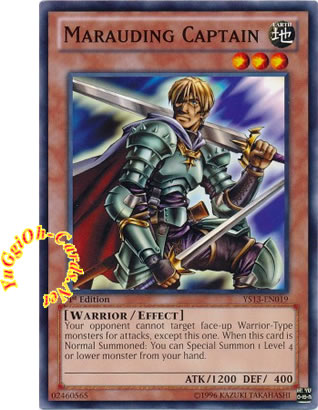 MARAUDING CAPTAIN
EARTH
地
YuGgiOh-Cards.Net
1st Edition
YS13-EN019
[WARRIOR / EFFECT]
Your opponent cannot target face-up Warrior-Type
monsters for attacks, except this one. When this card is
Normal Summoned: You can Special Summon 1 Level 4
or lower monster from your hand.
ATK/1200 DEF/ 400
02460565
©1996 KAZUKI TAKAHASHI